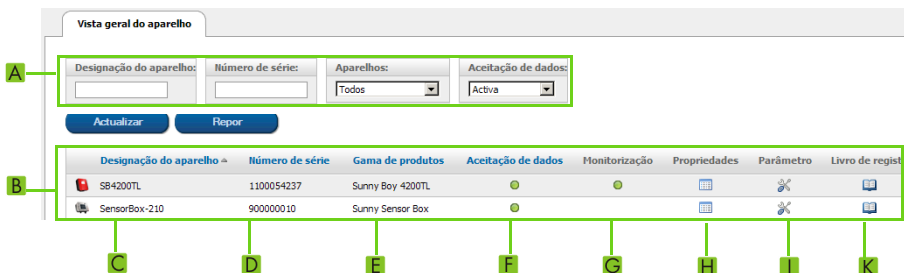 Vista geral do aparelho
A
Designação do aparelho: Número de série: Aparelhos: Aceitação de dados:
Todos Activa
Actualizar Repor
Designação do aparelho Número de série Gama de produtos Aceitação de dados Monitorização Propriedades Parâmetro Livro de regist
B
SB4200TL 1100054237 Sunny Boy 4200TL
SensorBox-210 900000010 Sunny Sensor Box
C D E F G H I K